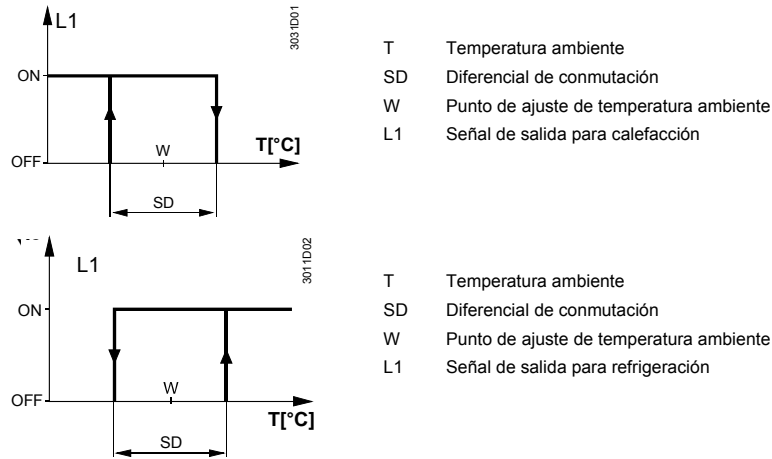 L1
3031D01
ON
OFF
W
T[°C]
SD
T Temperatura ambiente
SD Diferencial de conmutación
W Punto de ajuste de temperatura ambiente
L1 Señal de salida para calefacción
L1
3011D02
ON
OFF
W
T[°C]
SD
T Temperatura ambiente
SD Diferencial de conmutación
W Punto de ajuste de temperatura ambiente
L1 Señal de salida para refrigeración